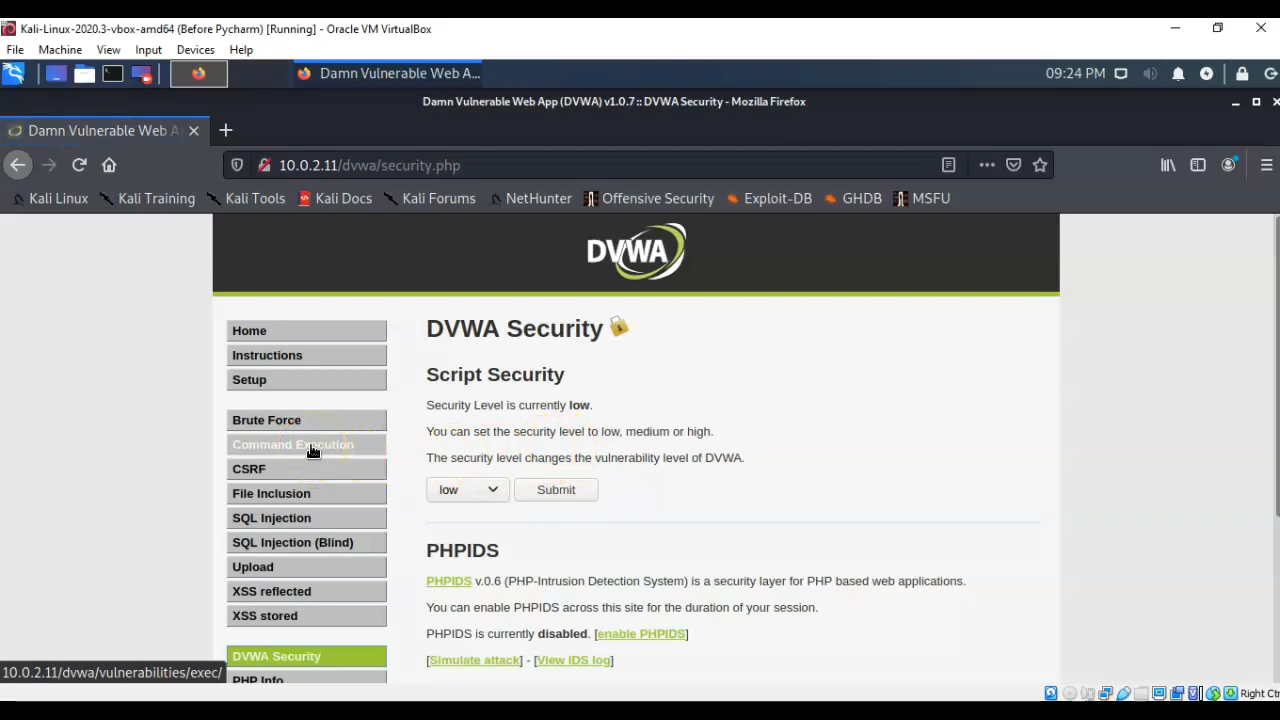 Kali-Linux-2020.3-vbox-amd64 (Before Pycharm) [Running] - Oracle VM VirtualBox
File Machine View Input Devices Help
Damn Vulnerable Web A... 09:24 PM
Damn Vulnerable Web App (DVWA) v1.0.7 :: DVWA Security - Mozilla Firefox
Damn Vulnerable Web A
10.0.2.11/dvwa/security.php
Kali Linux Kali Training Kali Tools Kali Docs Kali Forums NetHunter Offensive Security Exploit-DB GHDB MSFU
DVWA
Home
Instructions
Setup
Brute Force
Command Execution
CSRF
File Inclusion
SQL Injection
SQL Injection (Blind)
Upload
XSS reflected
XSS stored
DVWA Security
PHP Info
DVWA Security
Script Security
Security Level is currently low.
You can set the security level to low, medium or high.
The security level changes the vulnerability level of DVWA.
low Submit
PHPIDS
PHPIDS v.0.6 (PHP-Intrusion Detection System) is a security layer for PHP based web applications.
You can enable PHPIDS across this site for the duration of your session.
PHPIDS is currently disabled. [enable PHPIDS]
[Simulate attack] - [View IDS log]
10.0.2.11/dvwa/vulnerabilities/exec/
Right Ctr